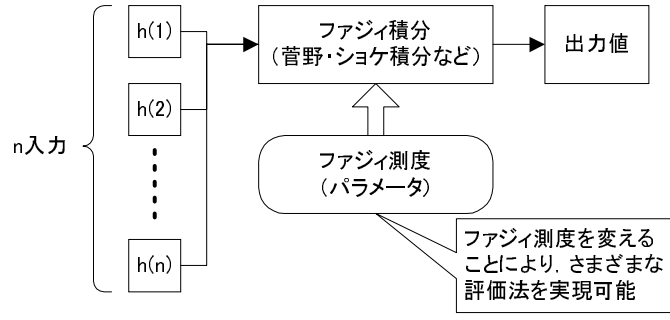 n入力
h(1)
h(2)
h(n)
ファジィ積分
（菅野・ショケ積分など）
出力値
ファジィ測度
（パラメータ）
ファジィ測度を変える
ことにより，さまざまな
評価法を実現可能